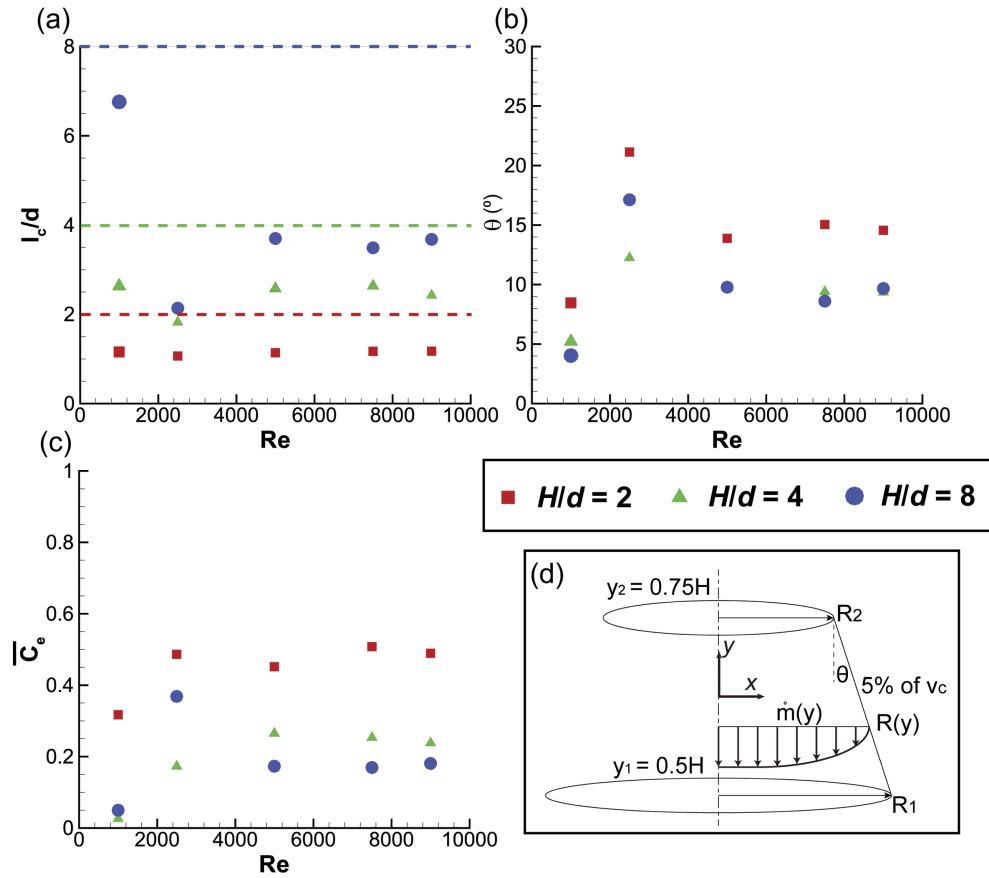 (a)
8
6
4
2
0
l_c/d
0 2000 4000 6000 8000 10000
Re
(b)
30
25
20
15
10
5
0
θ (º)
0 2000 4000 6000 8000 10000
Re
(c)
1
0.8
0.6
0.4
0.2
0
C̅_e
0 2000 4000 6000 8000 10000
Re
H/d = 2 H/d = 4 H/d = 8
(d)
y₂ = 0.75H
R₂
y
x
θ
5% of v_c
ṁ(y)
R(y)
y₁ = 0.5H
R₁